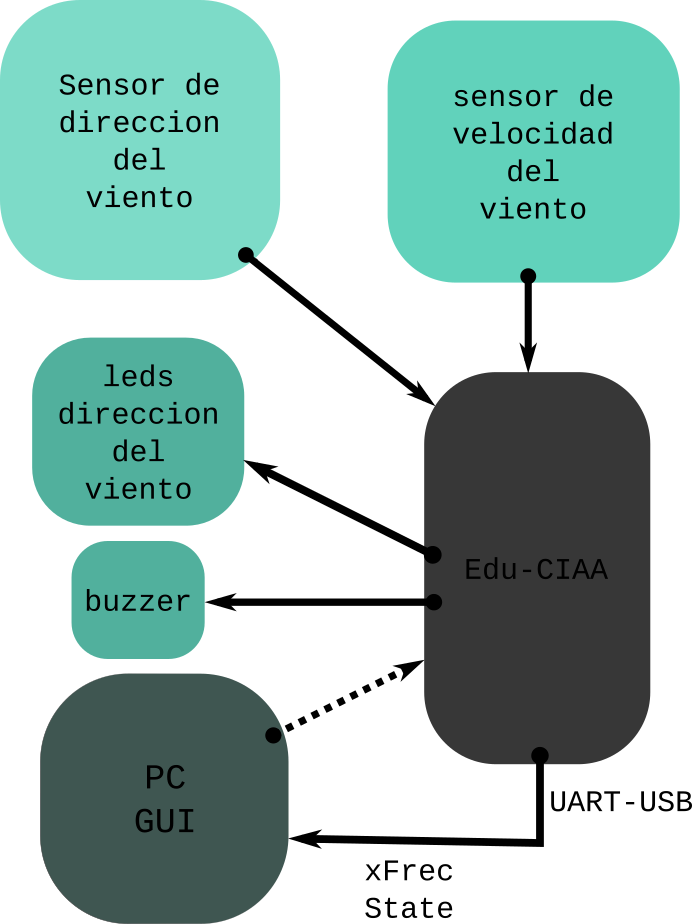 Sensor de
direccion
del
viento
sensor de
velocidad
del
viento
leds
direccion
del
viento
Edu-CIAA
buzzer
PC
GUI
UART-USB
xFrec
State